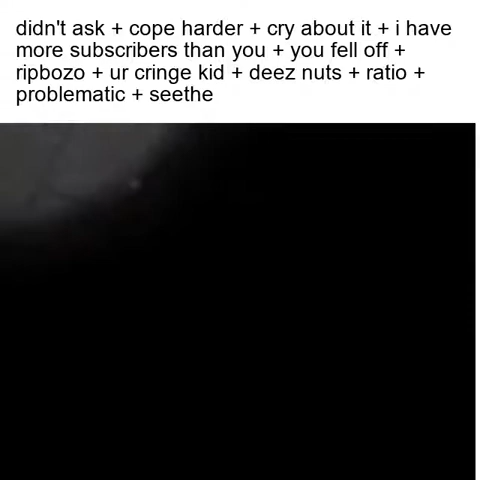 didn't ask + cope harder + cry about it + i have
more subscribers than you + you fell off +
ripbozo + ur cringe kid + deez nuts + ratio +
problematic + seethe